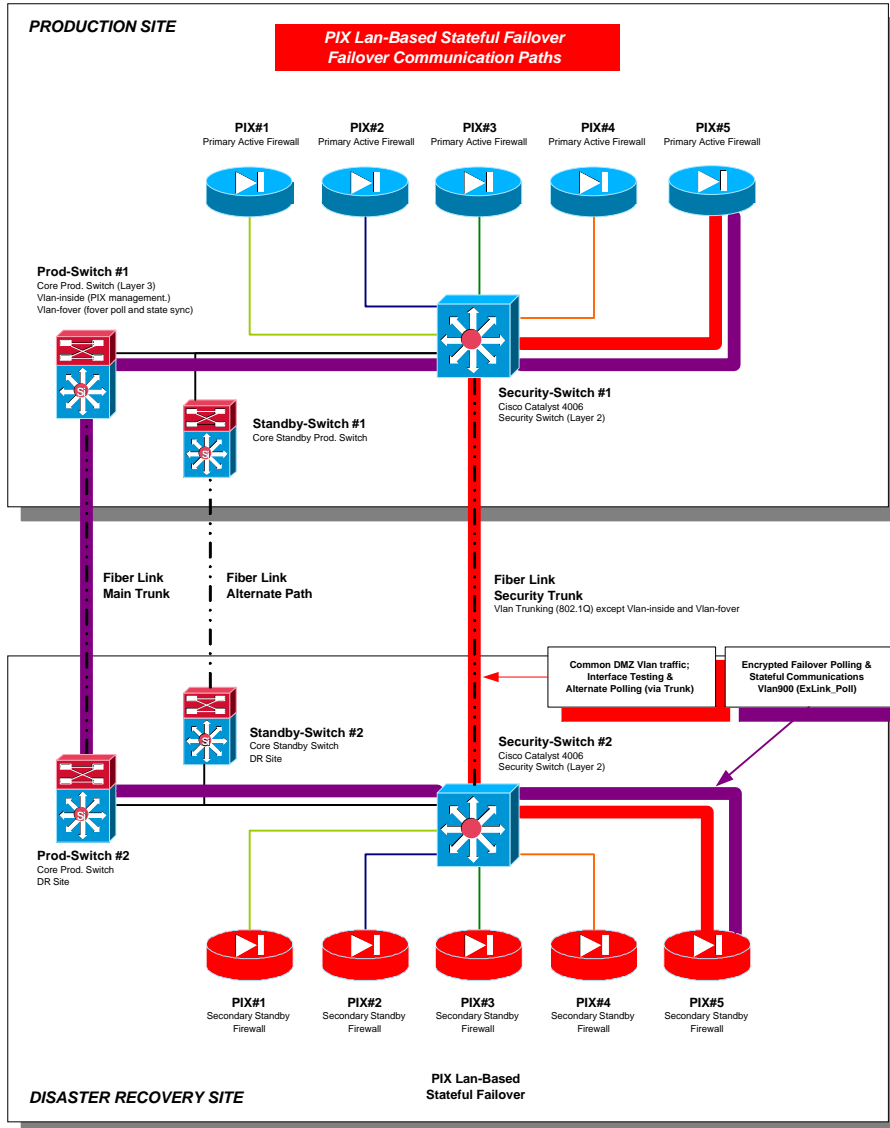 PRODUCTION SITE
PIX Lan-Based Stateful Failover
Failover Communication Paths
PIX#1
Primary Active Firewall
PIX#2
Primary Active Firewall
PIX#3
Primary Active Firewall
PIX#4
Primary Active Firewall
PIX#5
Primary Active Firewall
Prod-Switch #1
Core Prod. Switch (Layer 3)
Vlan-inside (PIX management.)
Vlan-fover (fover poll and state sync)
Si
Security-Switch #1
Cisco Catalyst 4006
Security Switch (Layer 2)
Standby-Switch #1
Core Standby Prod. Switch
Si
Fiber Link
Main Trunk
Fiber Link
Alternate Path
Fiber Link
Security Trunk
Vlan Trunking (802.1Q) except Vlan-inside and Vlan-fover
Common DMZ Vlan traffic;
Interface Testing &
Alternate Polling (via Trunk)
Encrypted Failover Polling &
Stateful Communications
Vlan900 (ExLink_Poll)
Si
Standby-Switch #2
Core Standby Switch
DR Site
Security-Switch #2
Cisco Catalyst 4006
Security Switch (Layer 2)
Si
Prod-Switch #2
Core Prod. Switch
DR Site
PIX#1
Secondary Standby
Firewall
PIX#2
Secondary Standby
Firewall
PIX#3
Secondary Standby
Firewall
PIX#4
Secondary Standby
Firewall
PIX#5
Secondary Standby
Firewall
PIX Lan-Based
Stateful Failover
DISASTER RECOVERY SITE